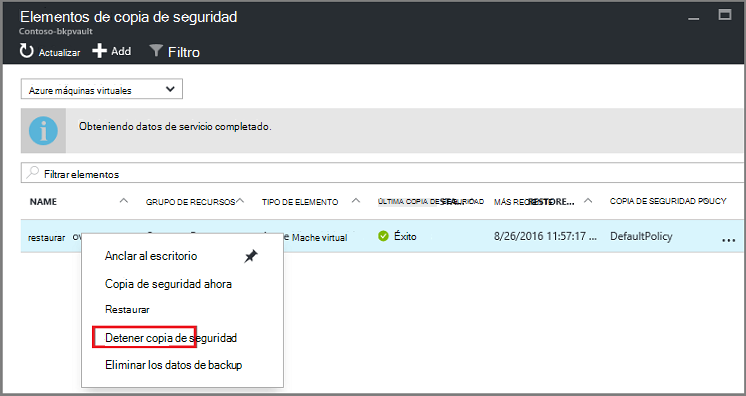 Elementos de copia de seguridad
Contoso-bkpvault
Actualizar Add Filtro
Azure máquinas virtuales
Obteniendo datos de servicio completado.
Filtrar elementos
NAME GRUPO DE RECURSOS TIPO DE ELEMENTO ÚLTIMA COPIA DE SEGURIDAD MÁS RESTORE... COPIA DE SEGURIDAD POLICY
restaurar Mache virtual Éxito 8/26/2016 11:57:17 ... DefaultPolicy ...
Anclar al escritorio
Copia de seguridad ahora
Restaurar
Detener copia de seguridad
Eliminar los datos de backup